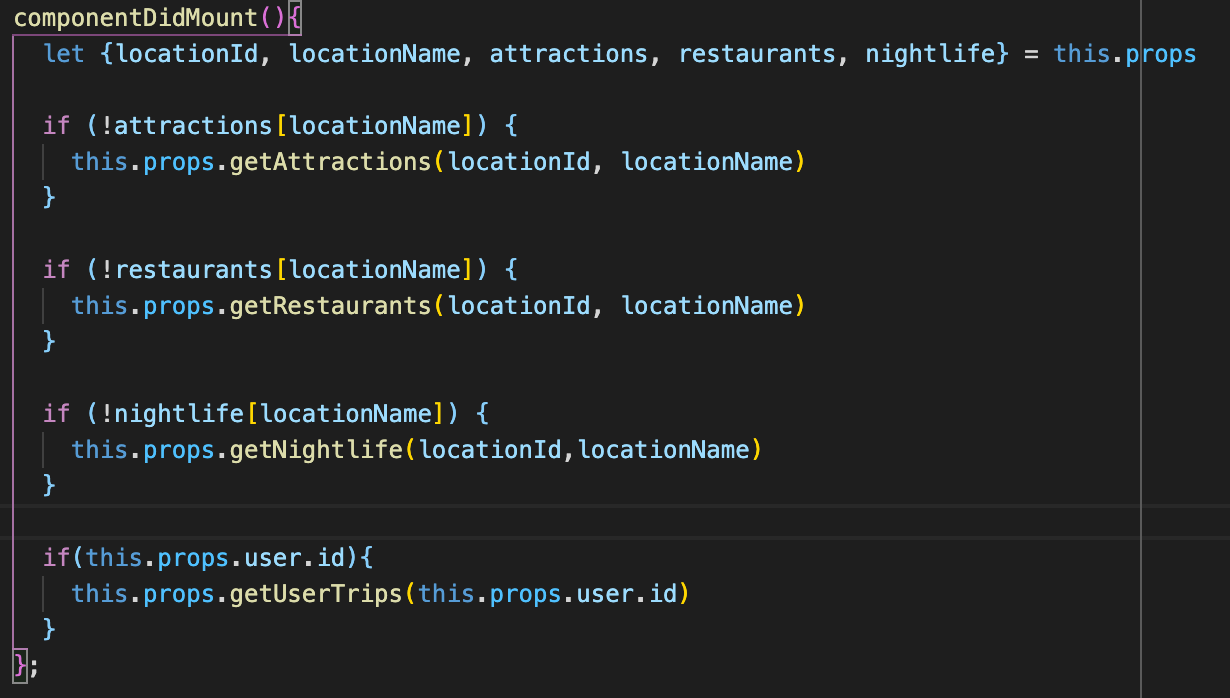 componentDidMount(){
  let {locationId, locationName, attractions, restaurants, nightlife} = this.props

  if (!attractions[locationName]) {
    this.props.getAttractions(locationId, locationName)
  }

  if (!restaurants[locationName]) {
    this.props.getRestaurants(locationId, locationName)
  }

  if (!nightlife[locationName]) {
    this.props.getNightlife(locationId,locationName)
  }

  if(this.props.user.id){
    this.props.getUserTrips(this.props.user.id)
  }
};